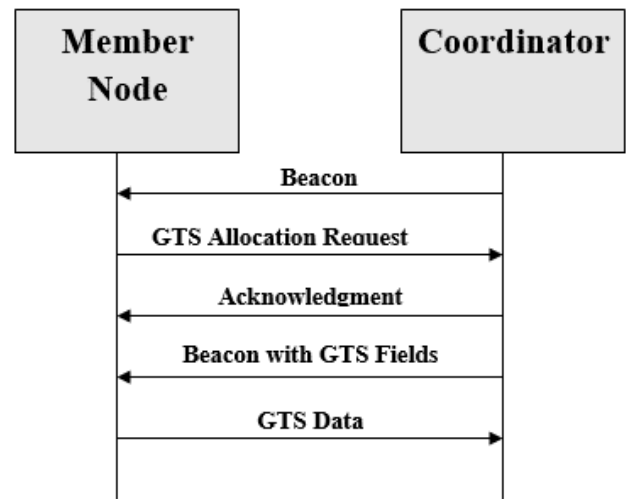 Member
Node
Coordinator
Beacon
GTS Allocation Request
Acknowledgment
Beacon with GTS Fields
GTS Data